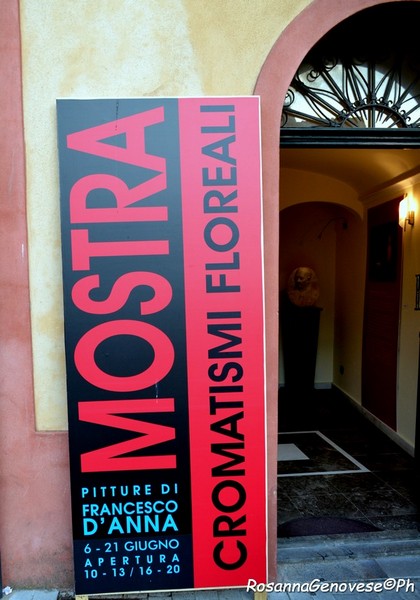 MOSTRA
CROMATISMI FLOREALI
PITTURE DI
FRANCESCO
D'ANNA
6 - 21 GIUGNO
APERTURA
10 - 13 / 16 - 20
RosannaGenovese©Ph